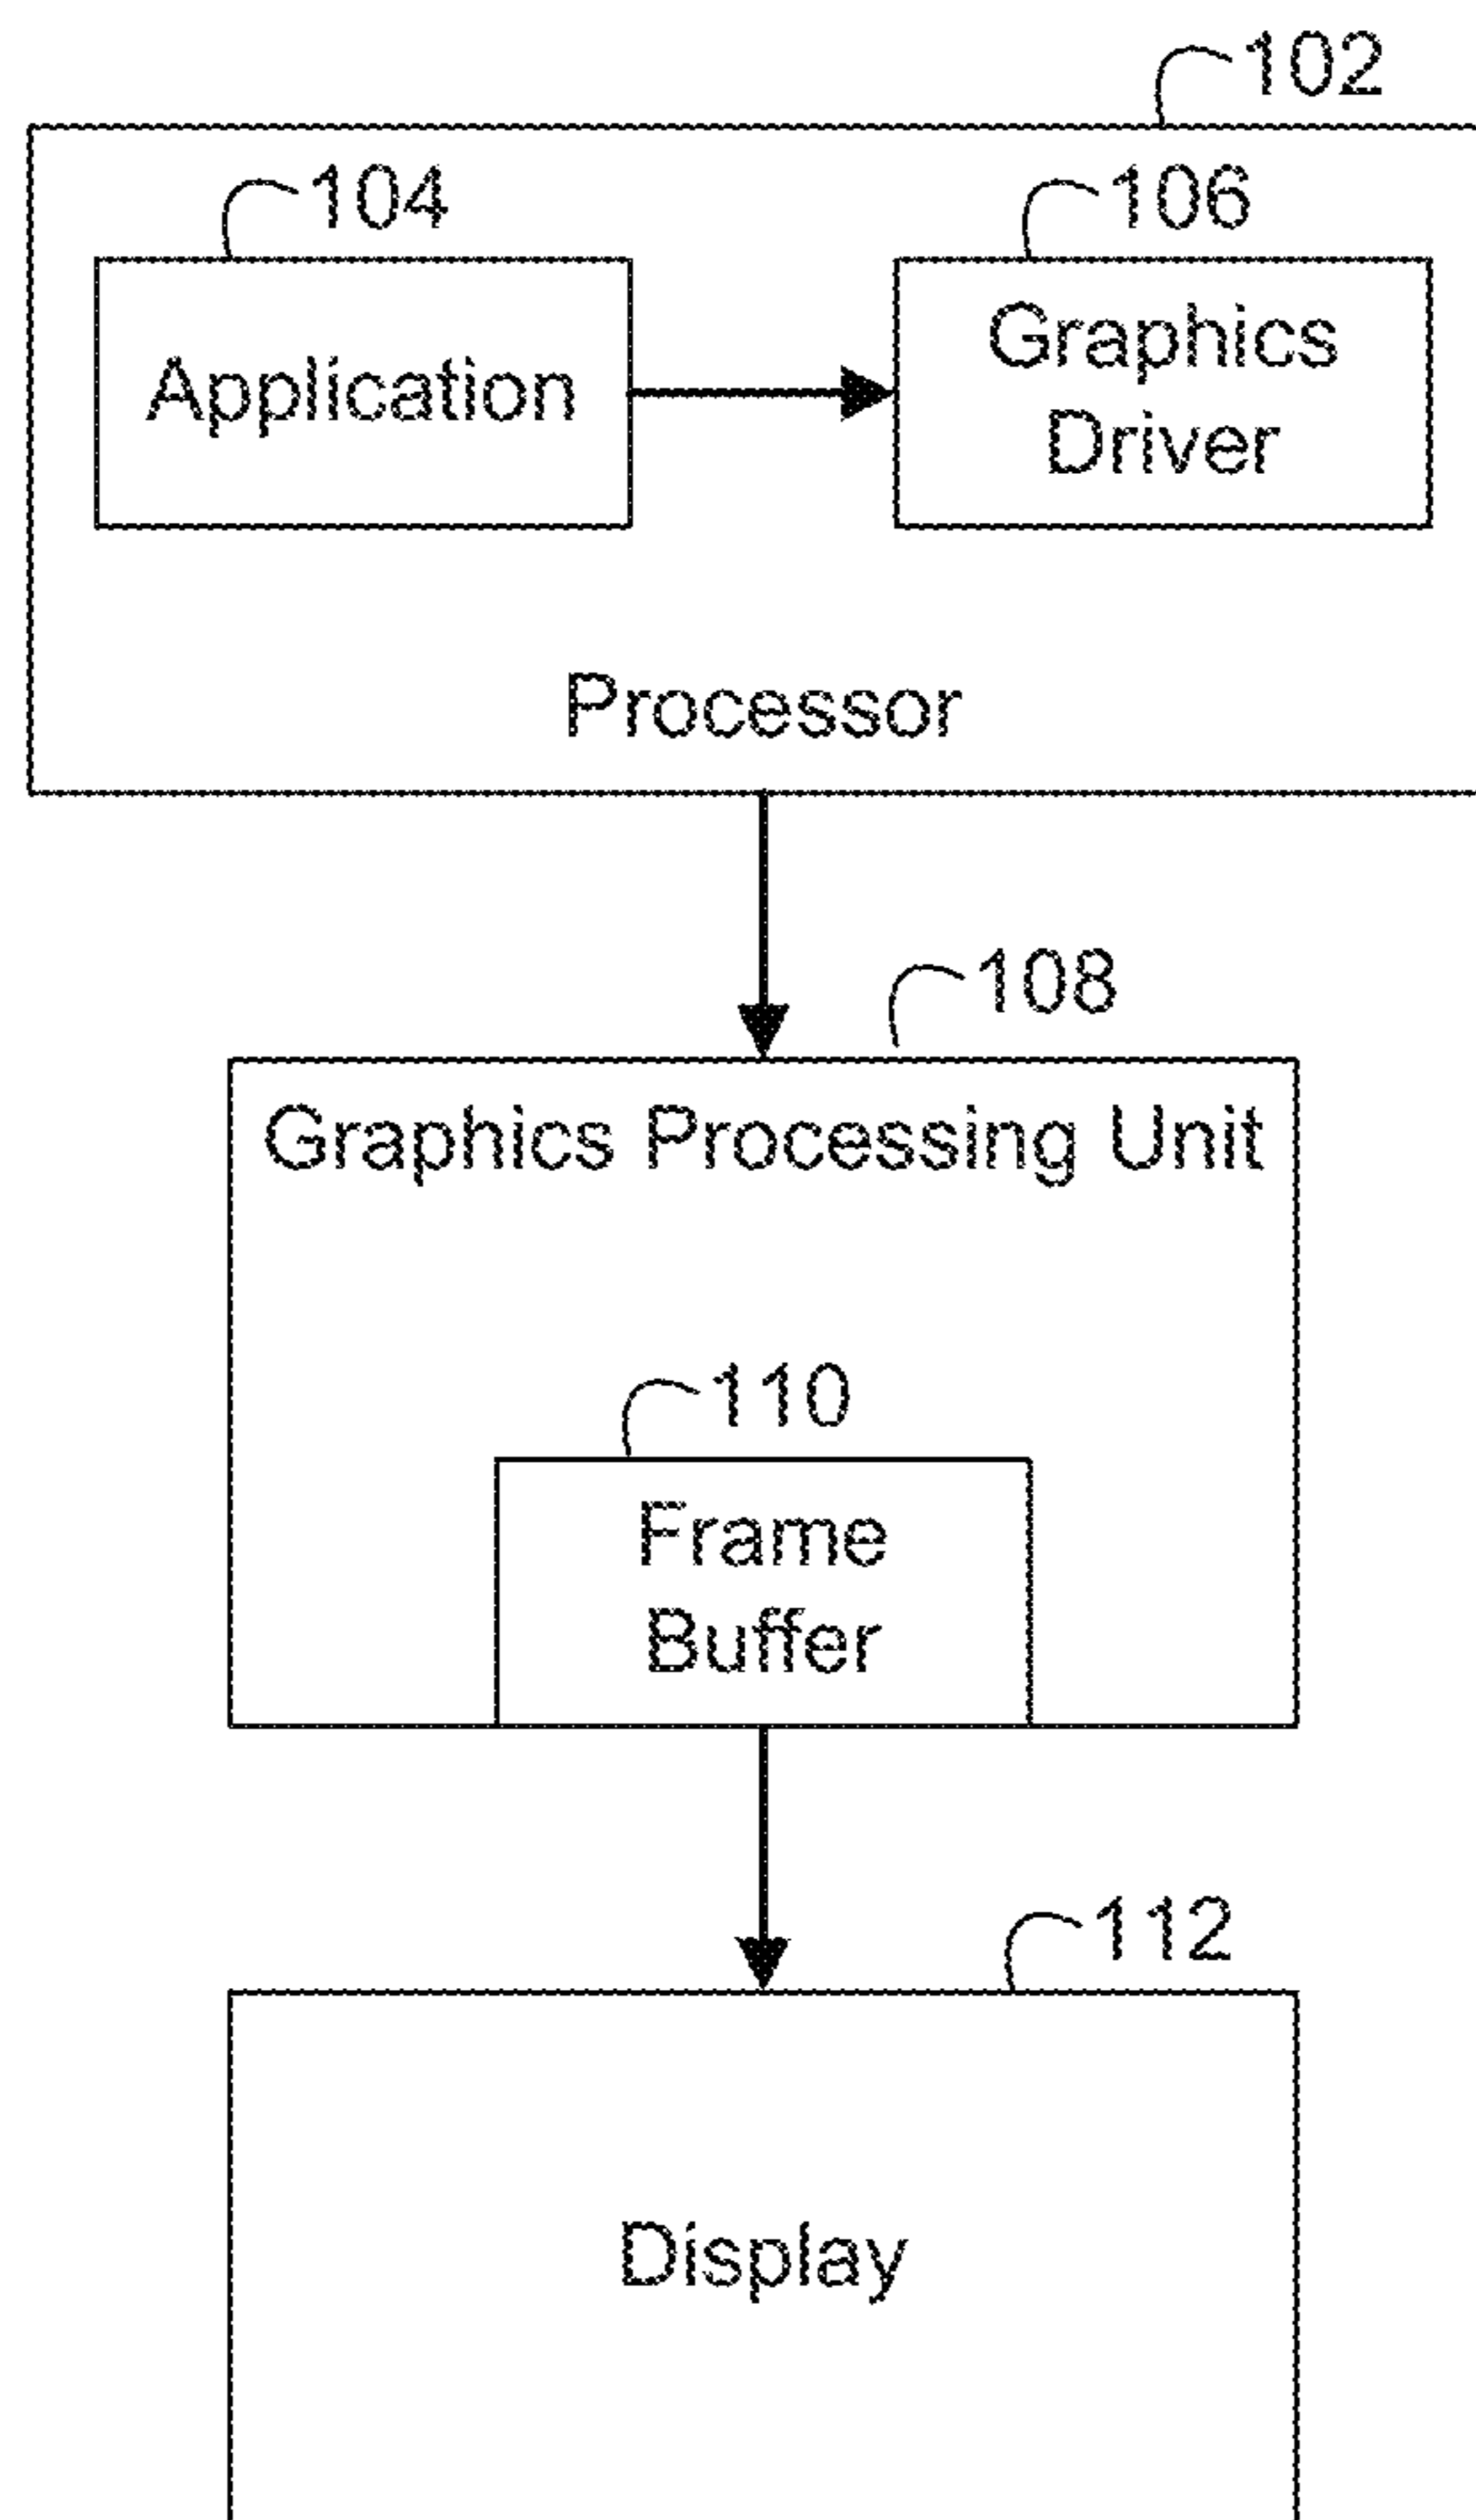 102
104
106
Application
Graphics
Driver
Processor
108
Graphics Processing Unit
110
Frame
Buffer
112
Display